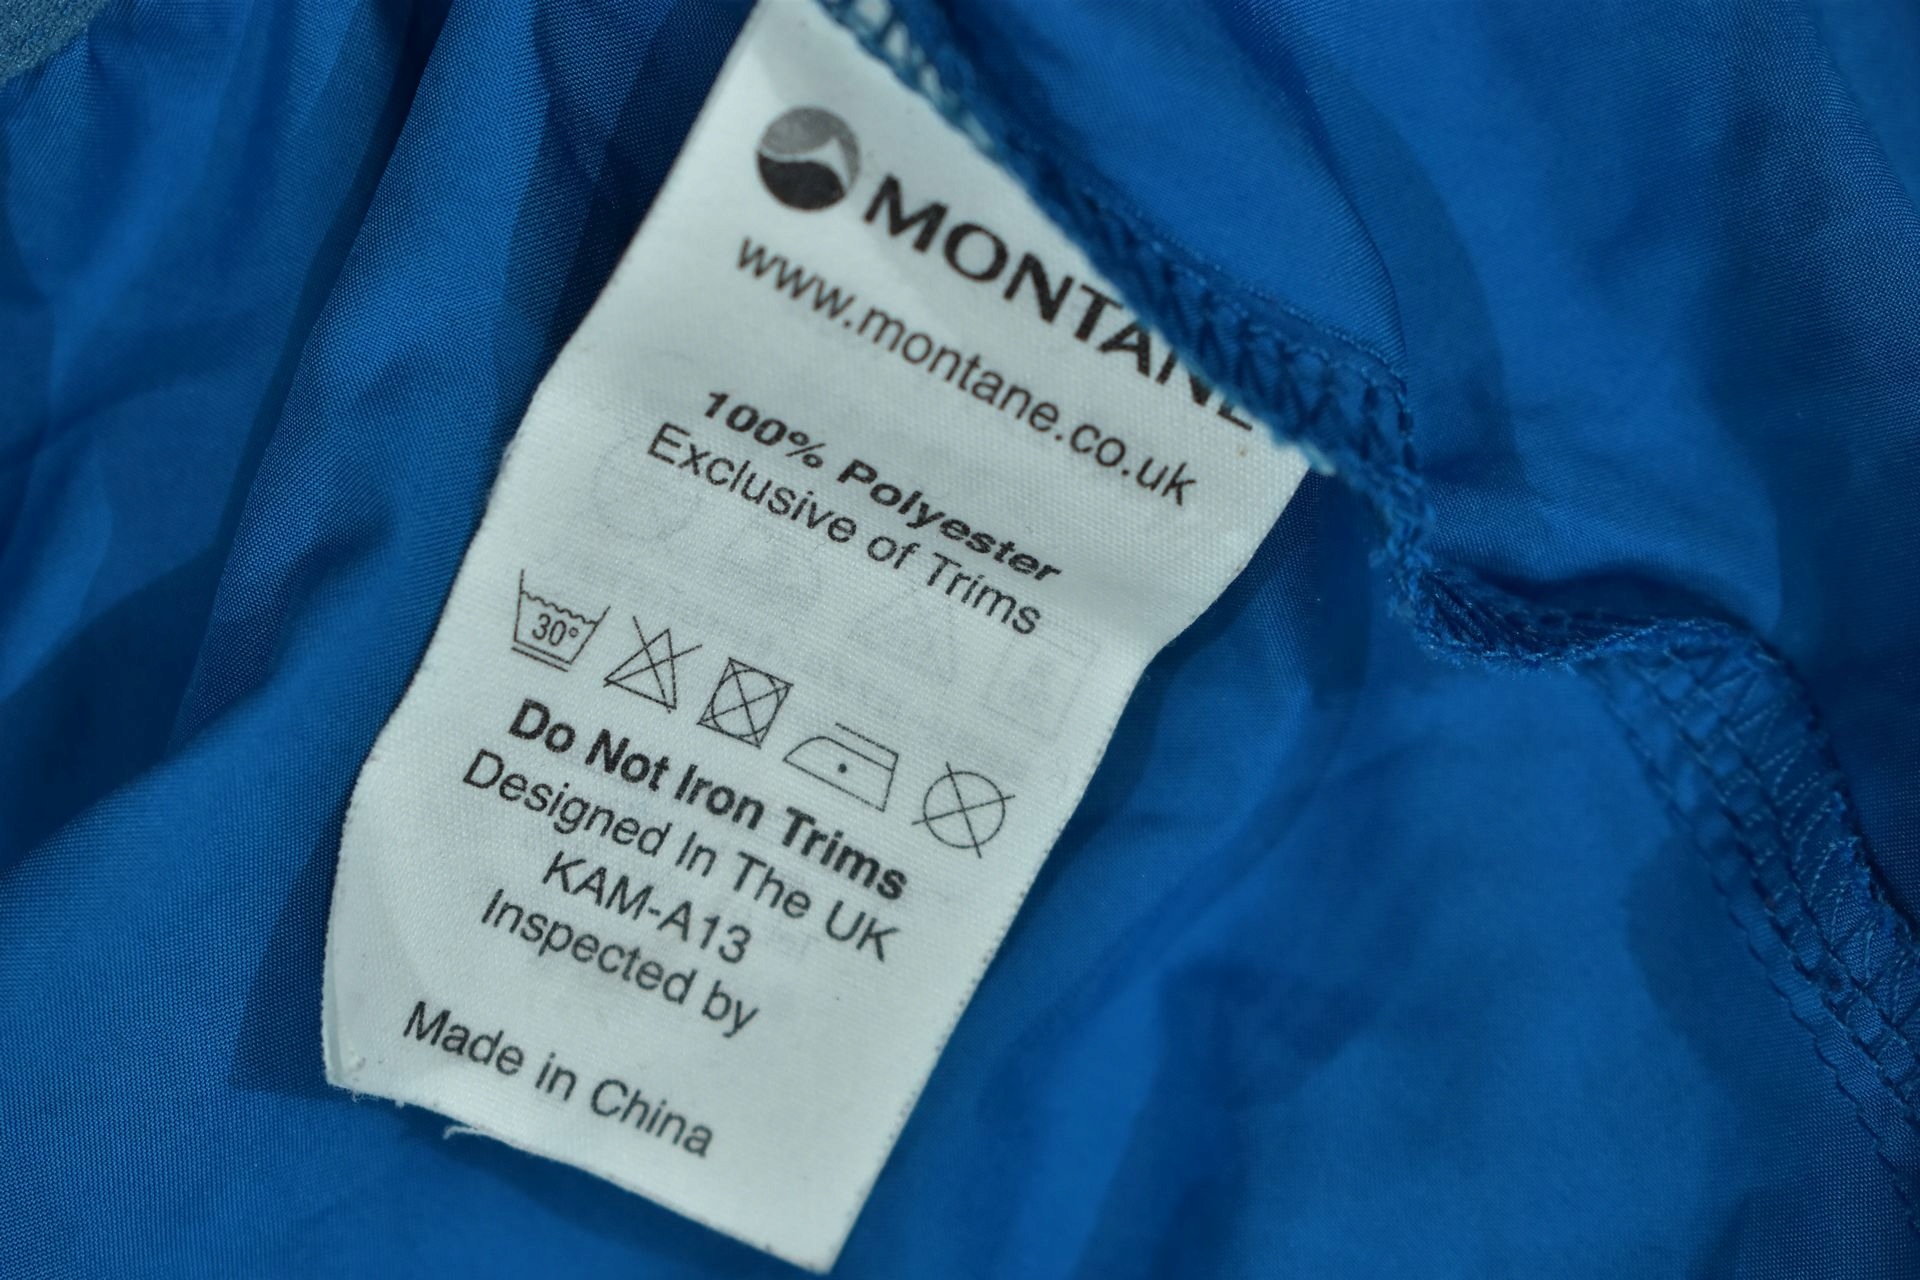 MONTANE
www.montane.co.uk
100% Polyester
Exclusive of Trims
30°
Do Not Iron Trims
Designed In The UK
KAM-A13
Inspected by
Made in China